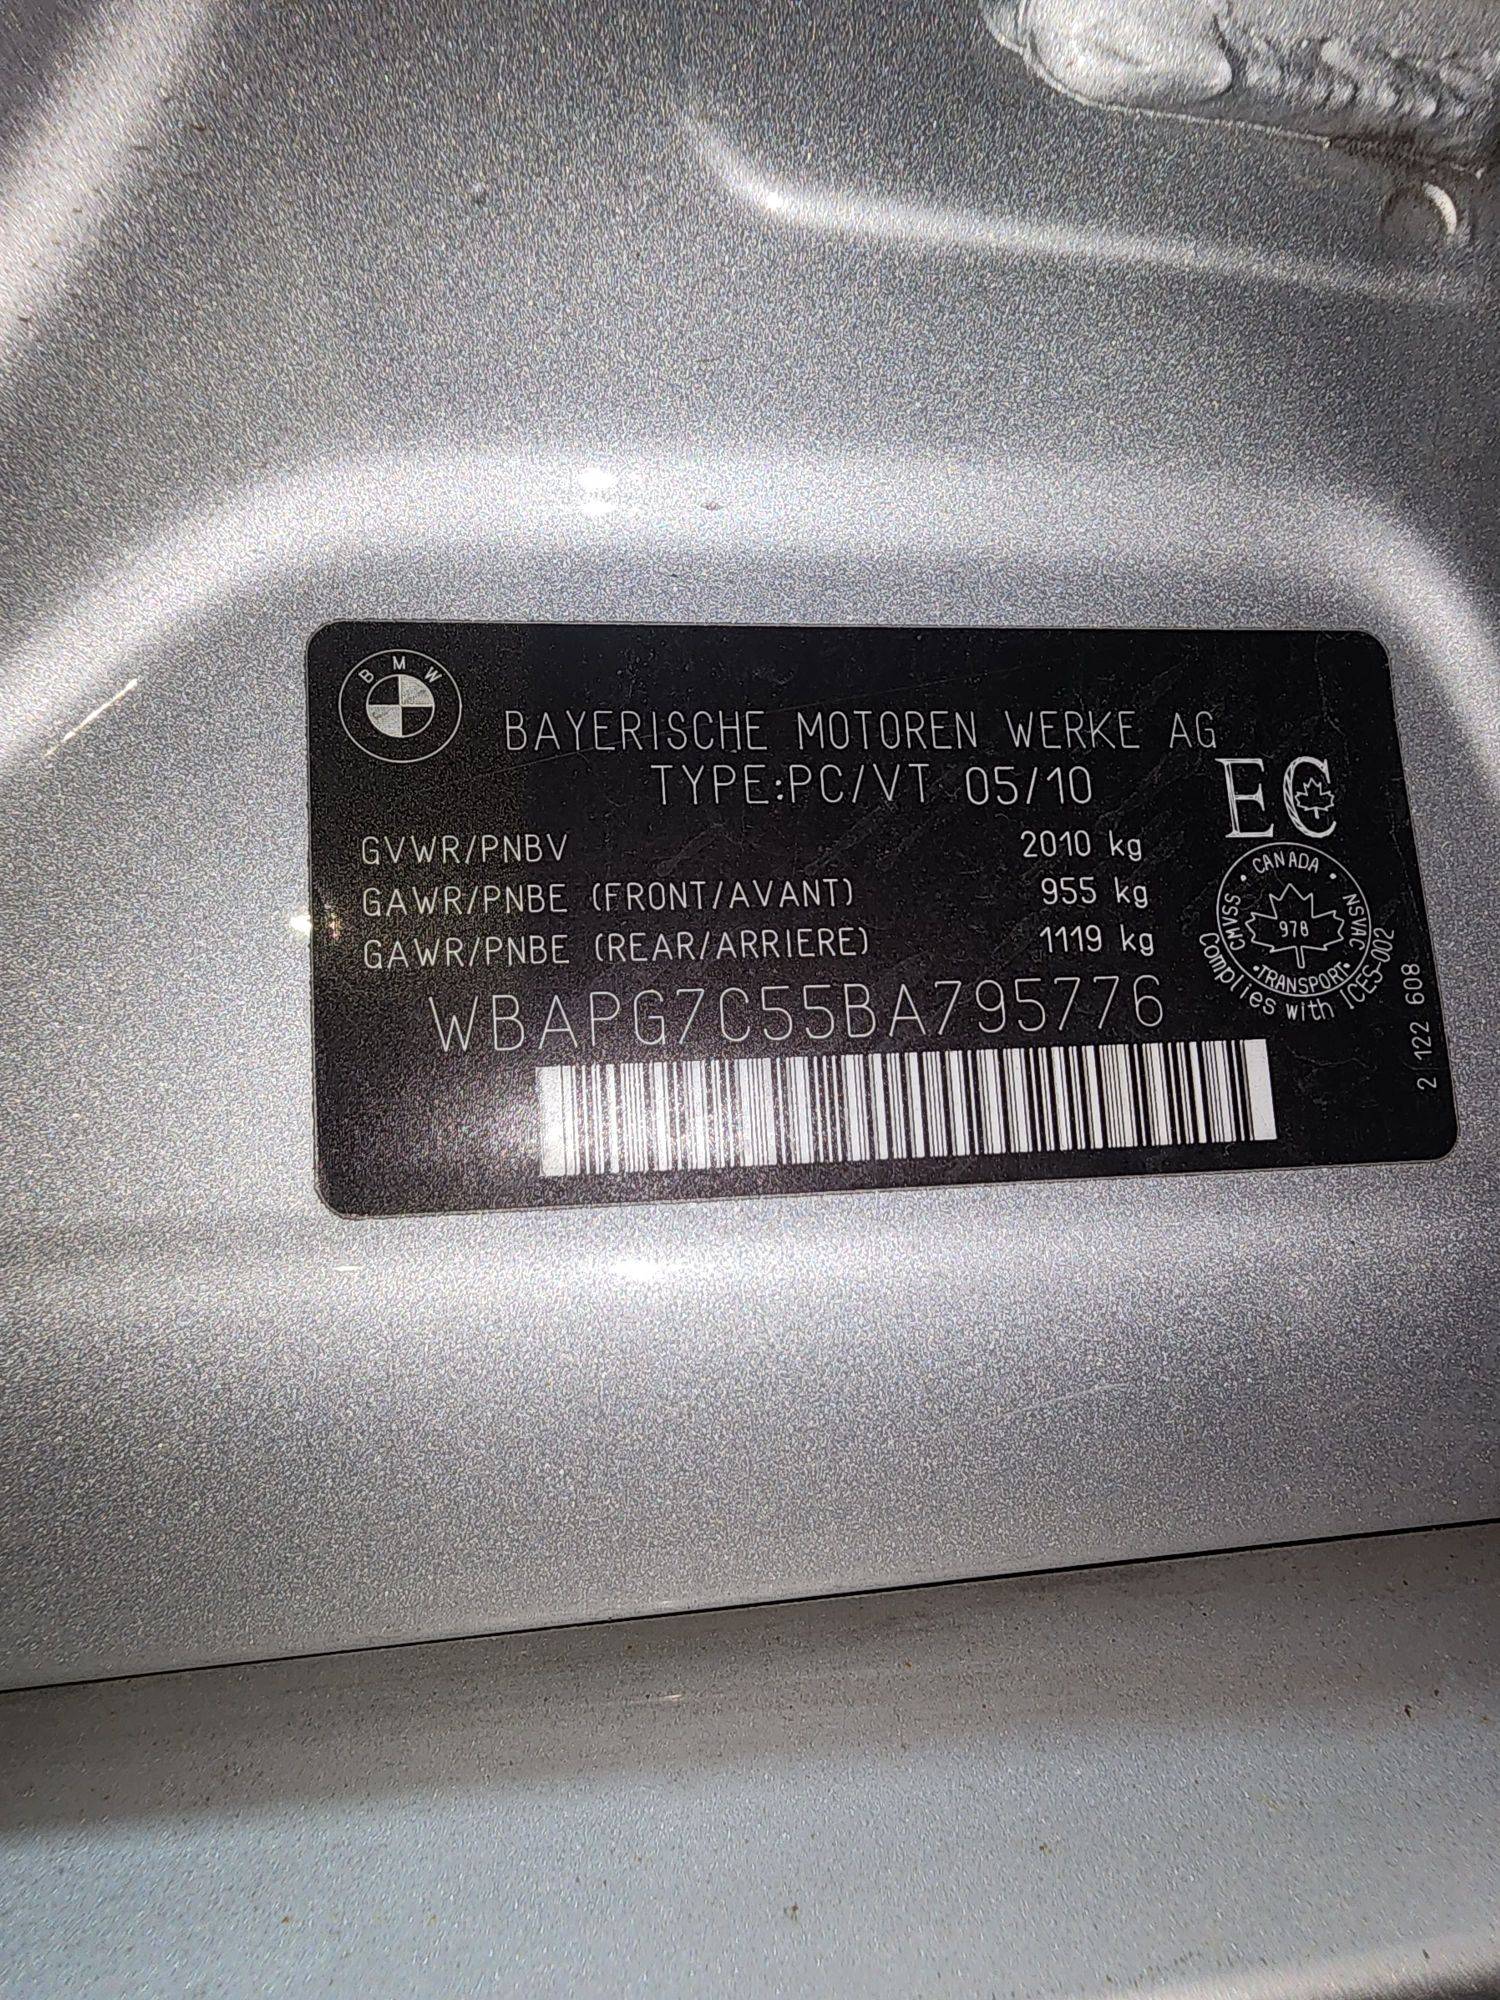 BMW
BAYERISCHE MOTOREN WERKE AG
TYPE:PC/VT 05/10
EC
GVWR/PNBV 2010 kg
GAWR/PNBE (FRONT/AVANT) 955 kg
GAWR/PNBE (REAR/ARRIERE) 1119 kg
WBAPG7C55BA795776
CMVSS • CANADA • NSVAC
978
•TRANSPORT•
Complies with ICES-002
2 122 608